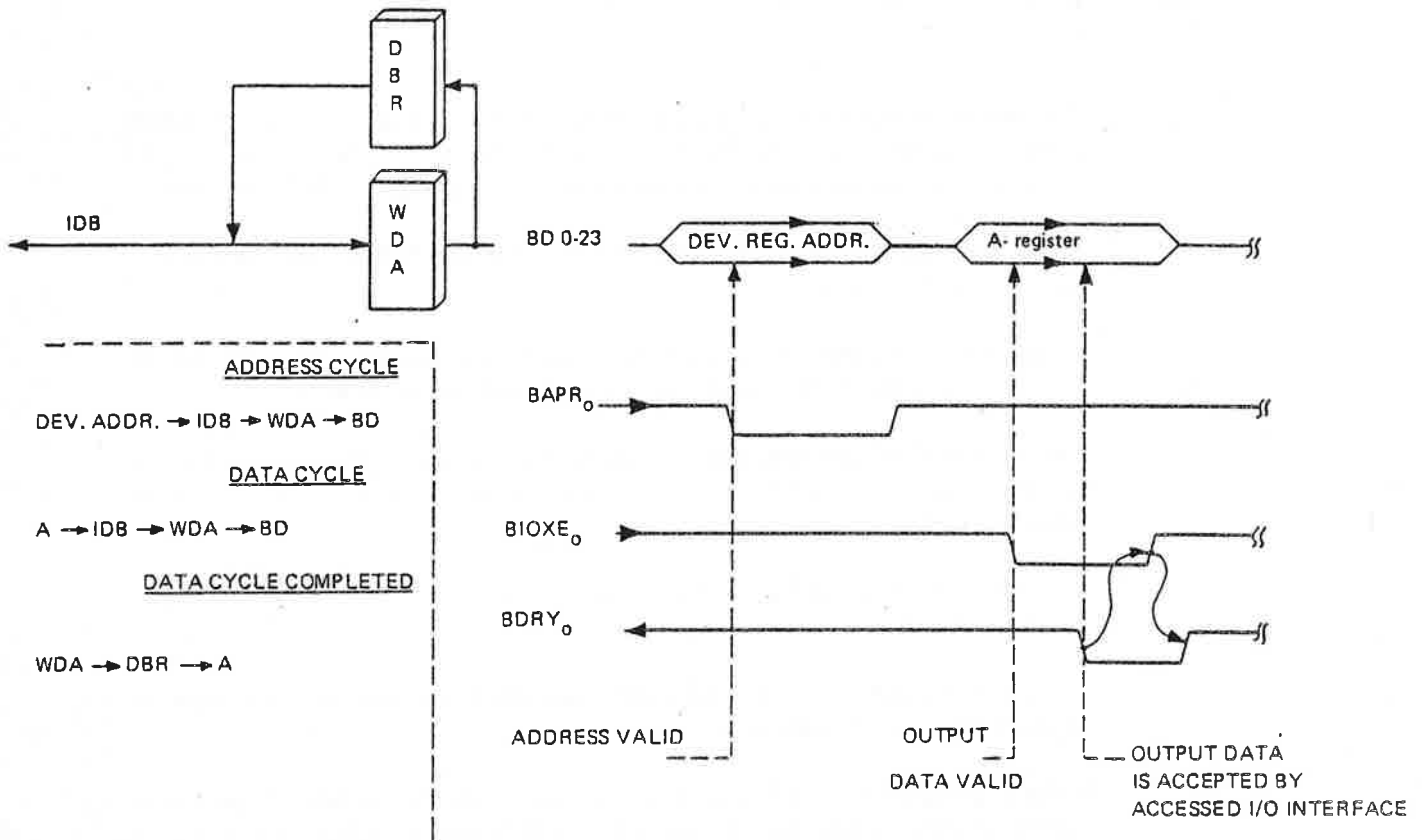 D
B
R
W
D
A
IDB
BD 0-23
DEV. REG. ADDR.
A- register
ADDRESS CYCLE
DEV. ADDR. → IDB → WDA → BD
DATA CYCLE
A → IDB → WDA → BD
DATA CYCLE COMPLETED
WDA → DBR → A
BAPR₀
BIOXE₀
BDRY₀
ADDRESS VALID
OUTPUT
DATA VALID
OUTPUT DATA
IS ACCEPTED BY
ACCESSED I/O INTERFACE